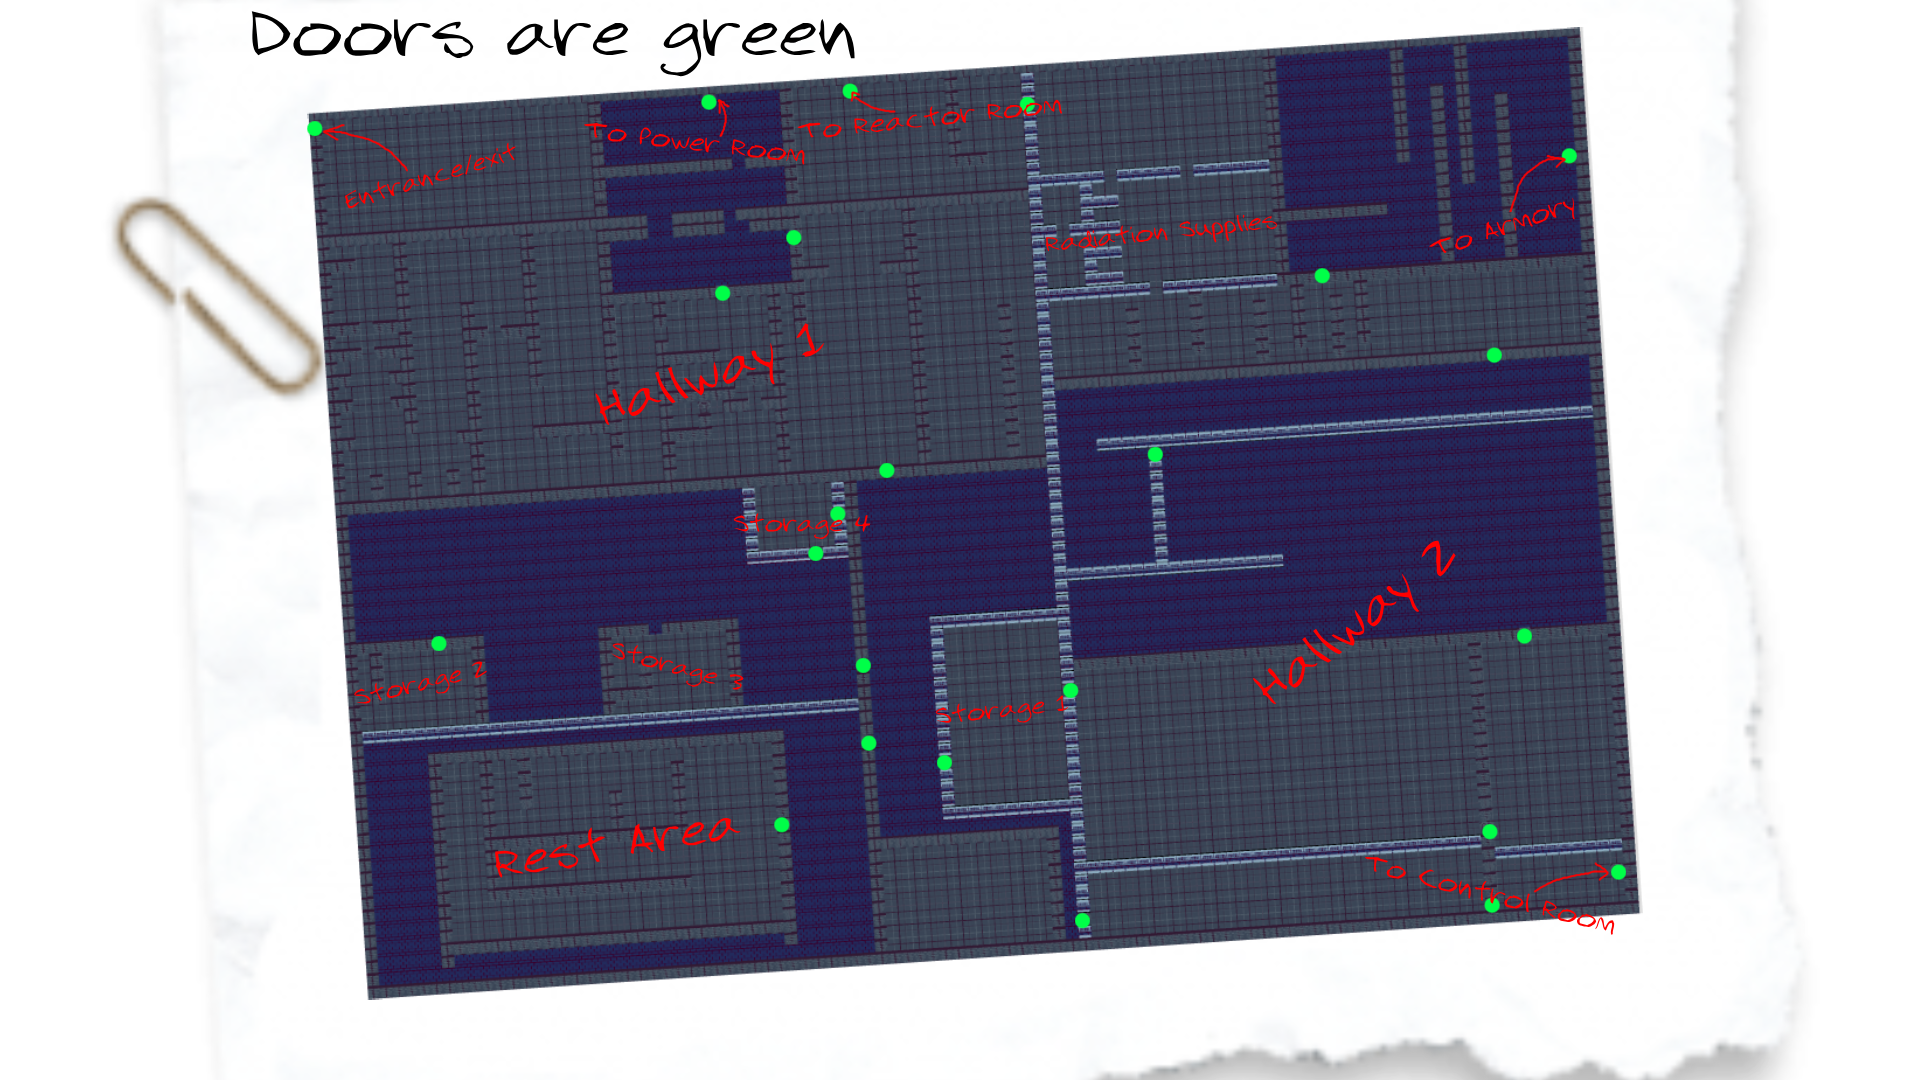 Doors are green
To Power Room
To Reactor Room
Entrance/exit
Radiation Supplies
To Armory
Hallway 1
Storage 4
Hallway 2
Storage 2
Storage 3
Storage 1
Rest Area
To Control Room